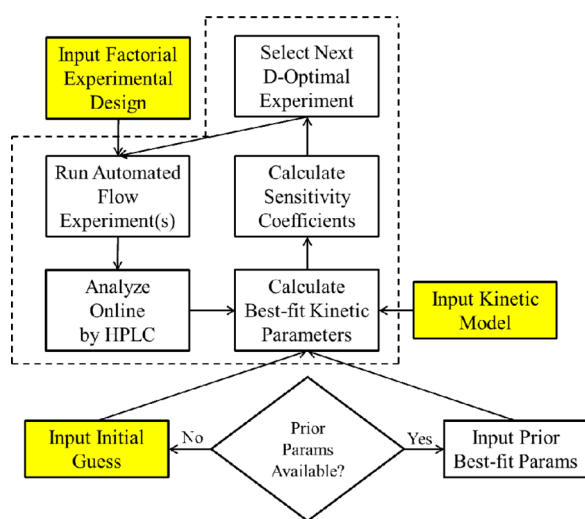 Input Factorial
Experimental
Design
Select Next
D-Optimal
Experiment
Run Automated
Flow
Experiment(s)
Calculate
Sensitivity
Coefficients
Analyze
Online
by HPLC
Calculate
Best-fit Kinetic
Parameters
Input Kinetic
Model
Input Initial
Guess
No
Prior
Params
Available?
Yes
Input Prior
Best-fit Params